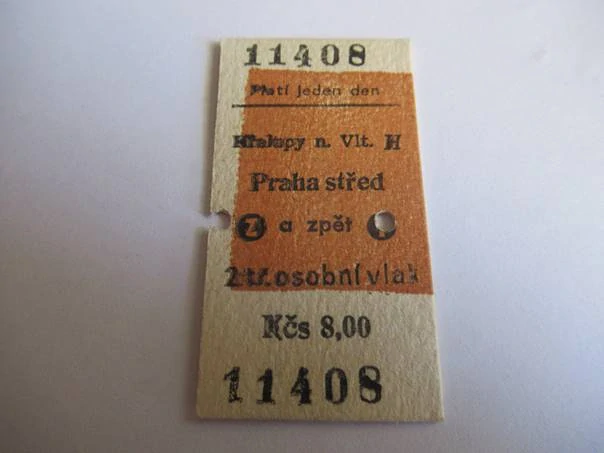 11408
Platí jeden den
Kralupy n. Vlt. H
Praha střed
Z a zpět
2 tř. osobní vlak
Kčs 8,00
11408